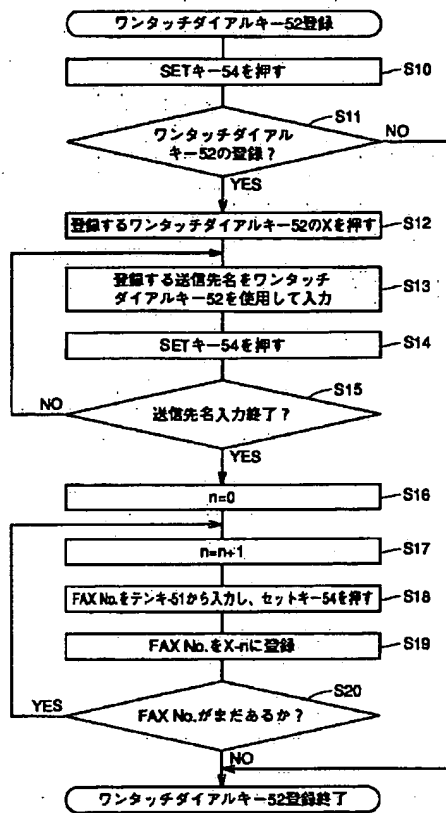 ワンタッチダイアルキー52登録
SETキー54を押す
S10
S11
ワンタッチダイアル
キー52の登録？
NO
YES
登録するワンタッチダイアルキー52のXを押す
S12
登録する送信先名をワンタッチ
ダイアルキー52を使用して入力
S13
SETキー54を押す
S14
S15
送信先名入力終了？
NO
YES
n=0
S16
n=n+1
S17
FAX No.をテンキ-51から入力し、セットキー54を押す
S18
FAX No.をX-nに登録
S19
S20
YES
FAX No.がまだあるか？
NO
ワンタッチダイアルキー52登録終了